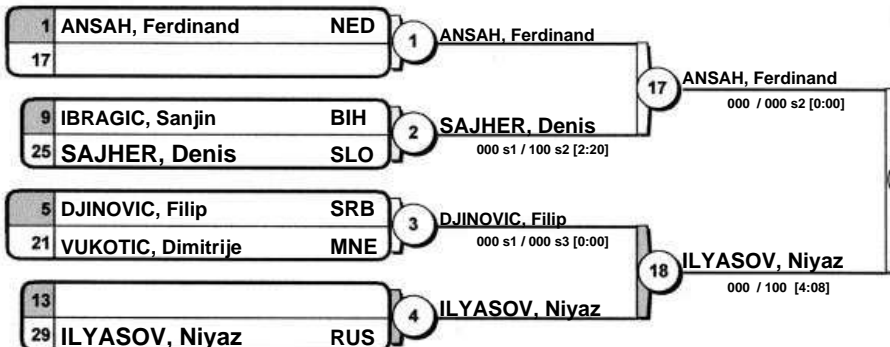 1 ANSAH, Ferdinand NED
17
1 ANSAH, Ferdinand
9 IBRAGIC, Sanjin BIH
25 SAJHER, Denis SLO
2 SAJHER, Denis
000 s1 / 100 s2 [2:20]
17 ANSAH, Ferdinand
000 / 000 s2 [0:00]
5 DJINOVIC, Filip SRB
21 VUKOTIC, Dimitrije MNE
3 DJINOVIC, Filip
000 s1 / 000 s3 [0:00]
13
29 ILYASOV, Niyaz RUS
4 ILYASOV, Niyaz
18 ILYASOV, Niyaz
000 / 100 [4:08]